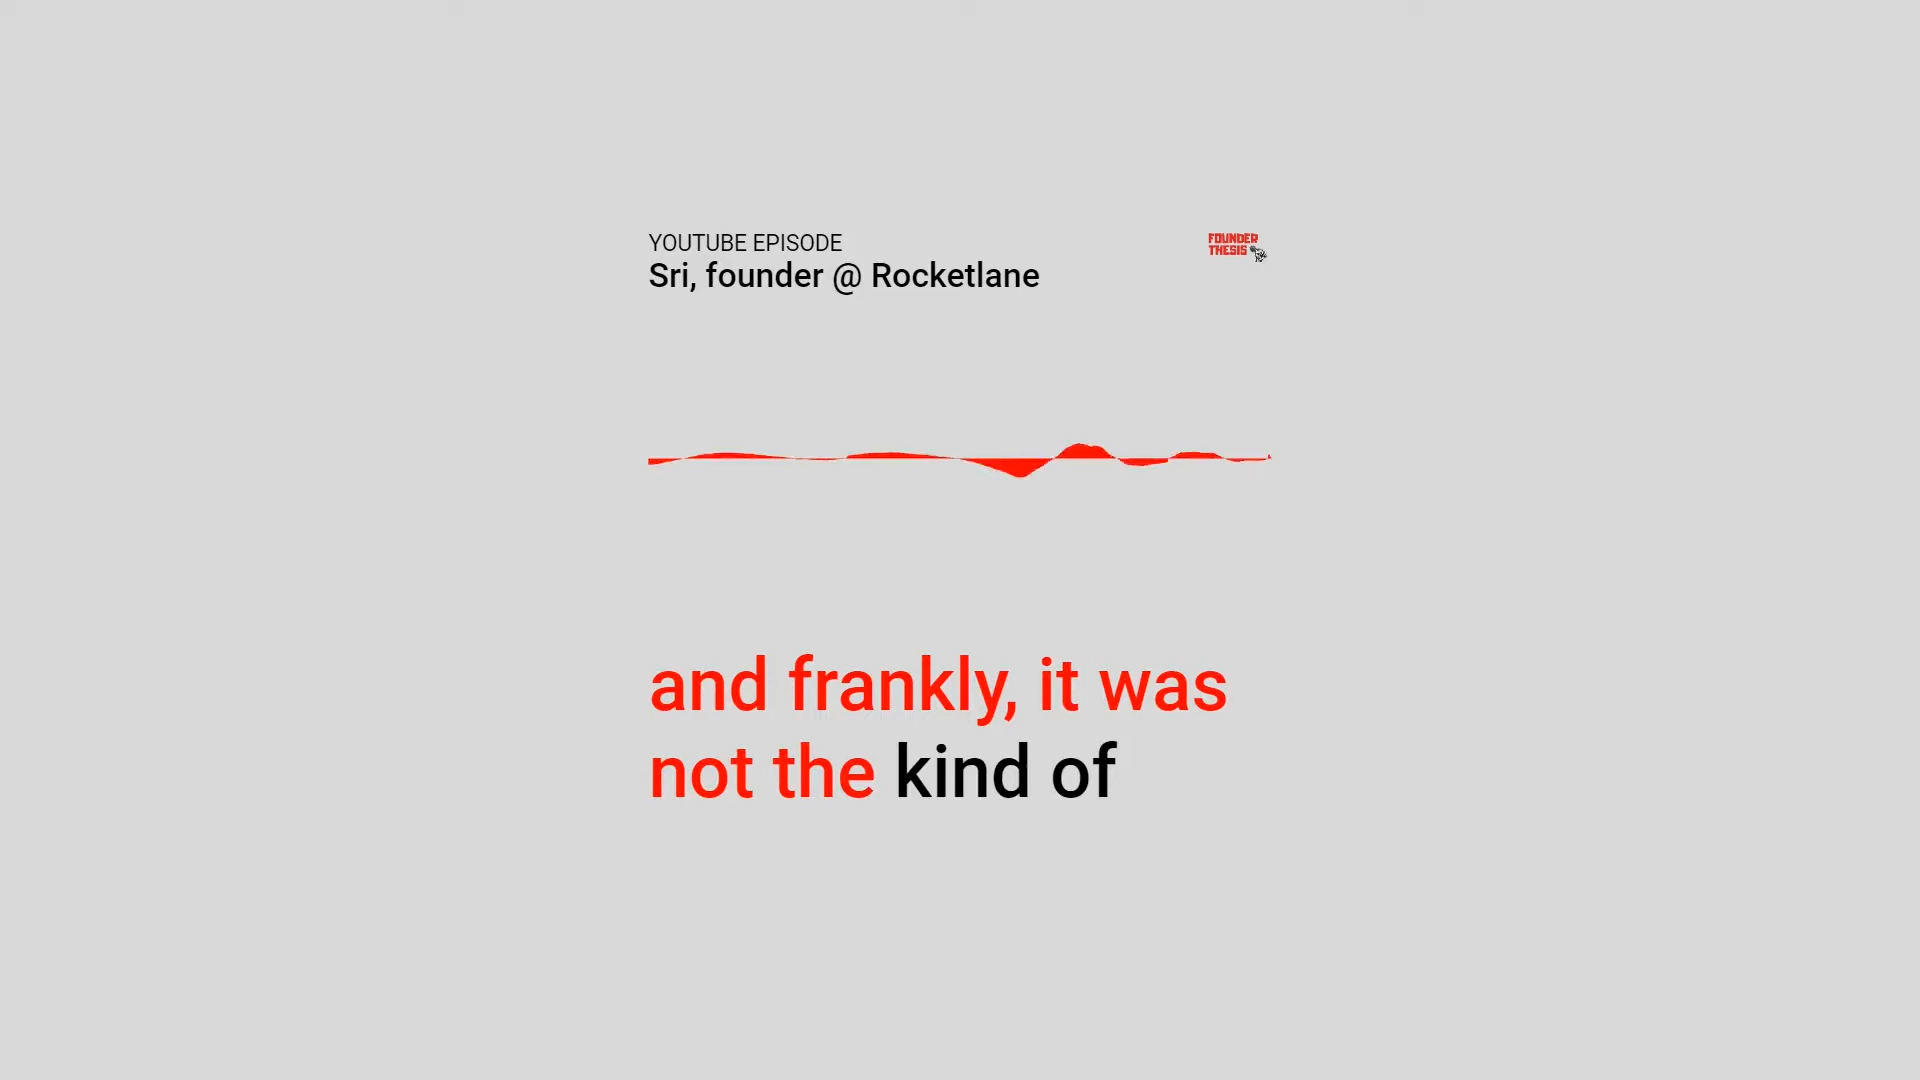 YOUTUBE EPISODE
Sri, founder @ Rocketlane
FOUNDER
THESIS
and frankly, it was
not the kind of